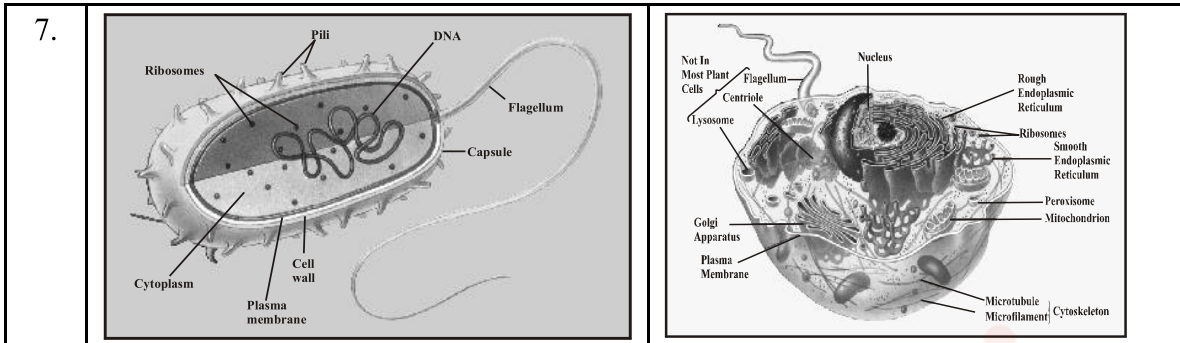 7.
Pili
DNA
Ribosomes
Flagellum
Capsule
Cell
wall
Cytoplasm
Plasma
membrane
Nucleus
Not In
Most Plant
Cells
Flagellum
Centriole
Lysosome
Rough
Endoplasmic
Reticulum
Ribosomes
Smooth
Endoplasmic
Reticulum
Peroxisome
Mitochondrion
Golgi
Apparatus
Plasma
Membrane
Microtubule
Microfilament
Cytoskeleton